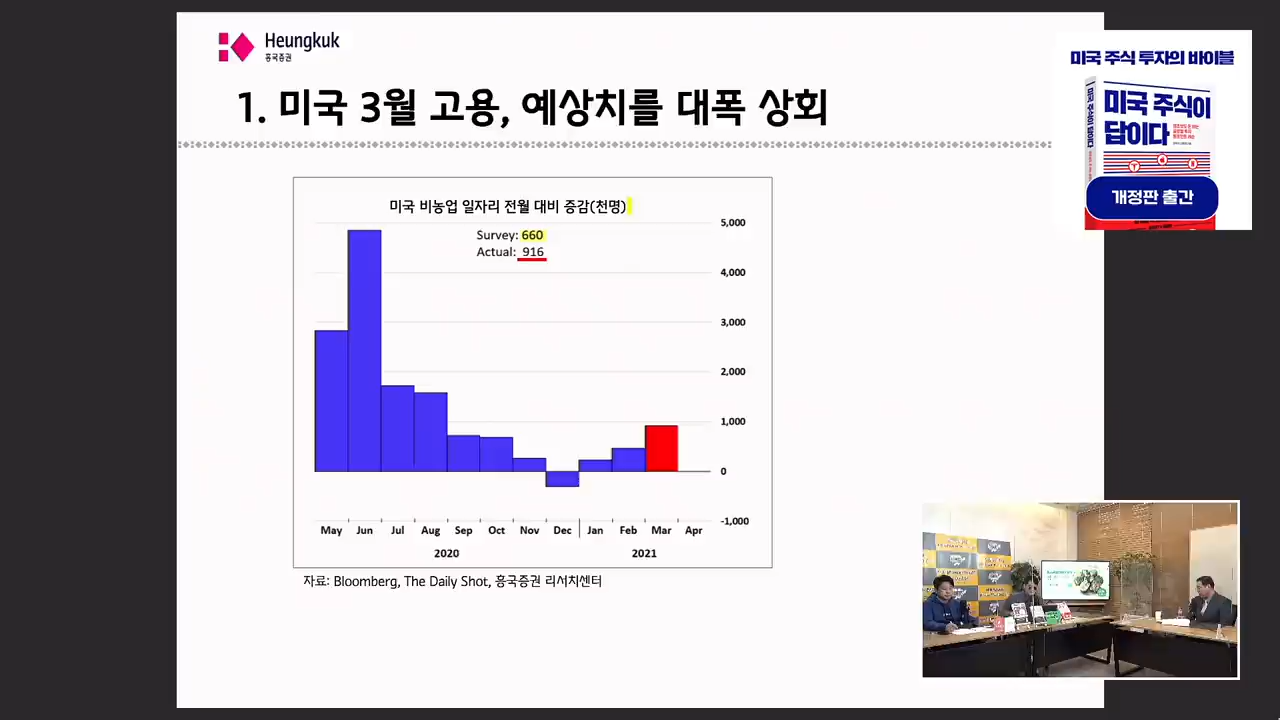 Heungkuk
흥국증권
1. 미국 3월 고용, 예상치를 대폭 상회
미국 주식 투자의 바이블
미국 주식이
답이다
개정판 출간
미국 비농업 일자리 전월 대비 증감(천명)
Survey: 660
Actual: 916
5,000
4,000
3,000
2,000
1,000
0
-1,000
May Jun Jul Aug Sep Oct Nov Dec Jan Feb Mar Apr
2020 2021
자료: Bloomberg, The Daily Shot, 흥국증권 리서치센터